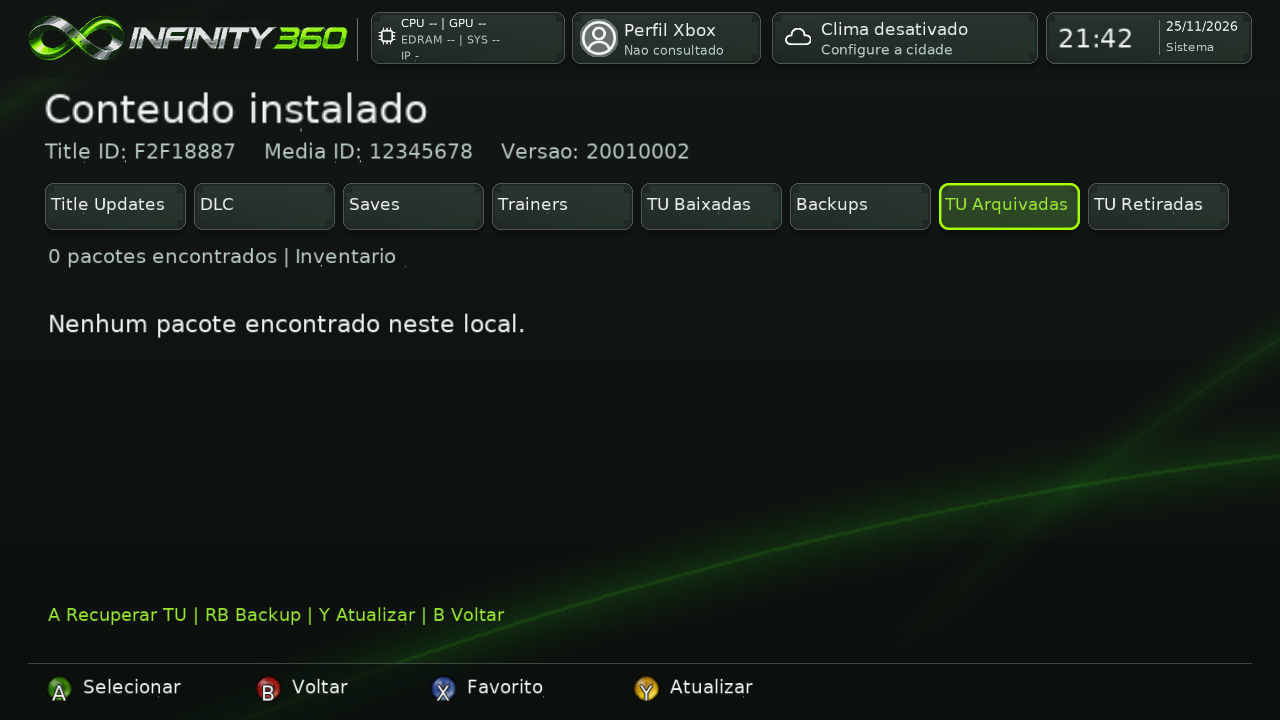 INFINITY 360
CPU -- | GPU --
EDRAM -- | SYS --
IP -
Perfil Xbox
Nao consultado
Clima desativado
Configure a cidade
21:42
25/11/2026
Sistema
Conteudo instalado
Title ID: F2F18887 Media ID: 12345678 Versao: 20010002
Title Updates DLC Saves Trainers TU Baixadas Backups TU Arquivadas TU Retiradas
0 pacotes encontrados | Inventario
Nenhum pacote encontrado neste local.
A Recuperar TU | RB Backup | Y Atualizar | B Voltar
A Selecionar B Voltar X Favorito Y Atualizar